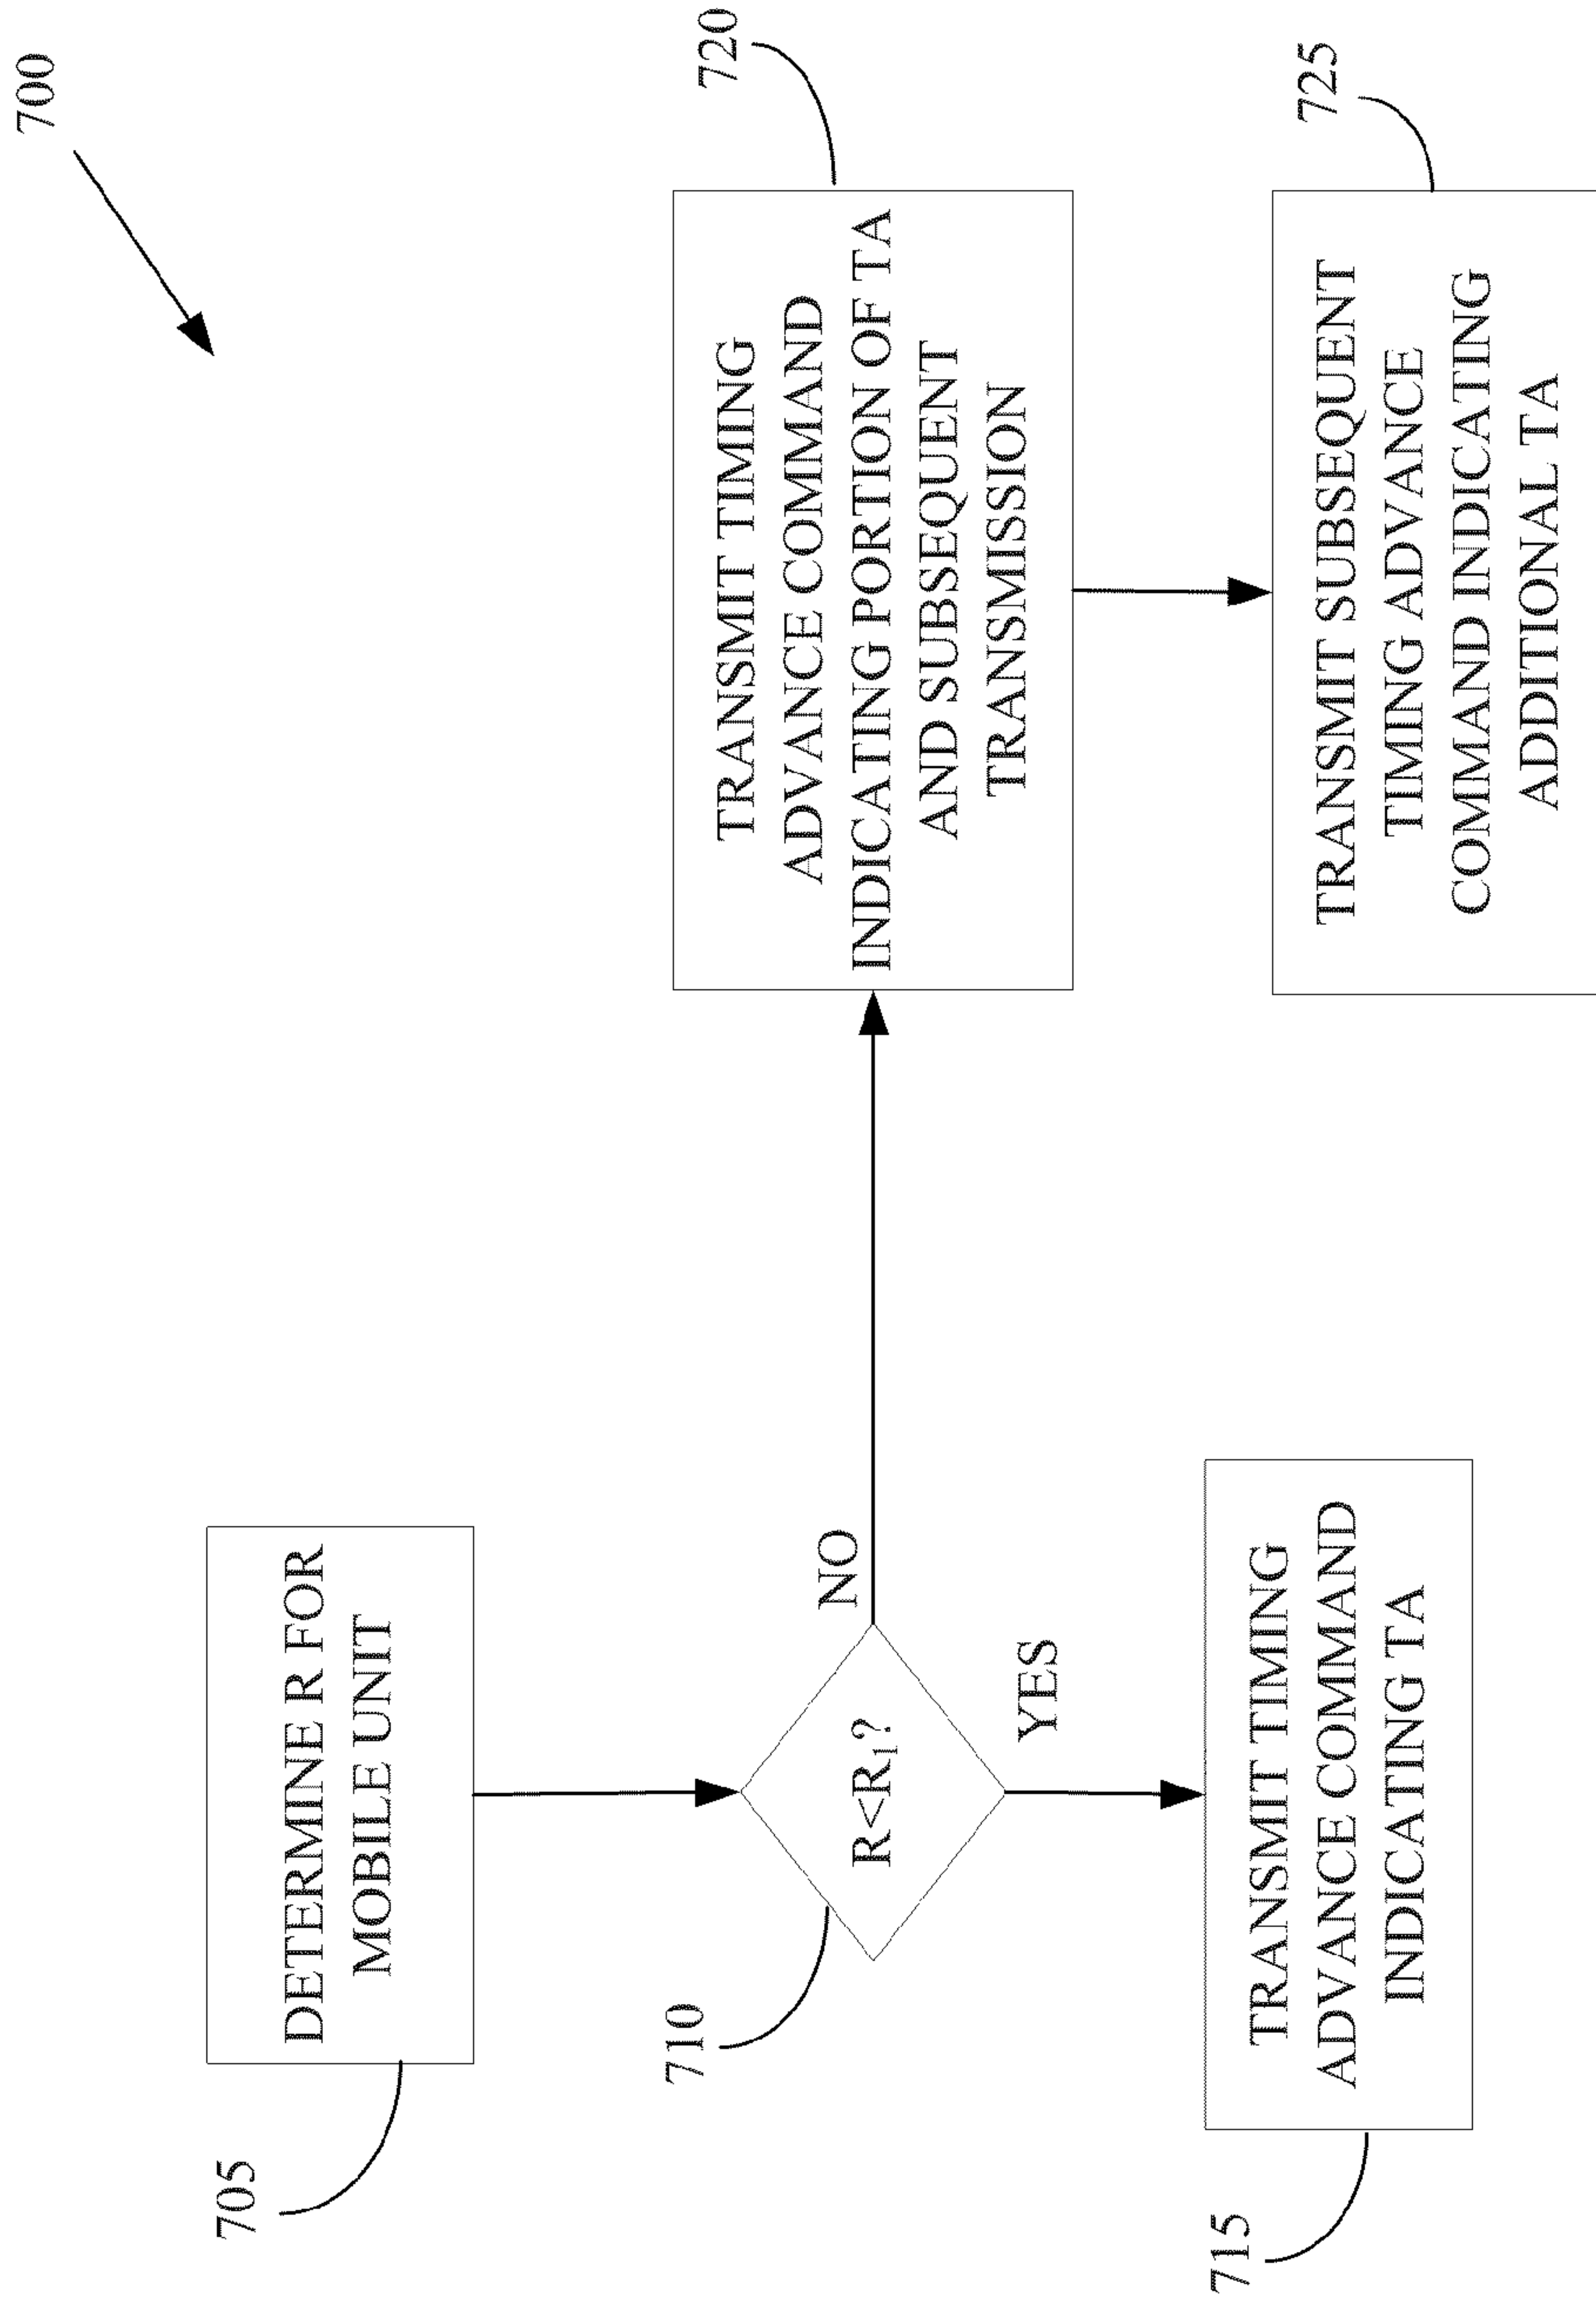 700
705
DETERMINE R FOR
MOBILE UNIT
710
R<R₁?
NO
YES
715
TRANSMIT TIMING
ADVANCE COMMAND
INDICATING TA
720
TRANSMIT TIMING
ADVANCE COMMAND
INDICATING PORTION OF TA
AND SUBSEQUENT
TRANSMISSION
725
TRANSMIT SUBSEQUENT
TIMING ADVANCE
COMMAND INDICATING
ADDITIONAL TA